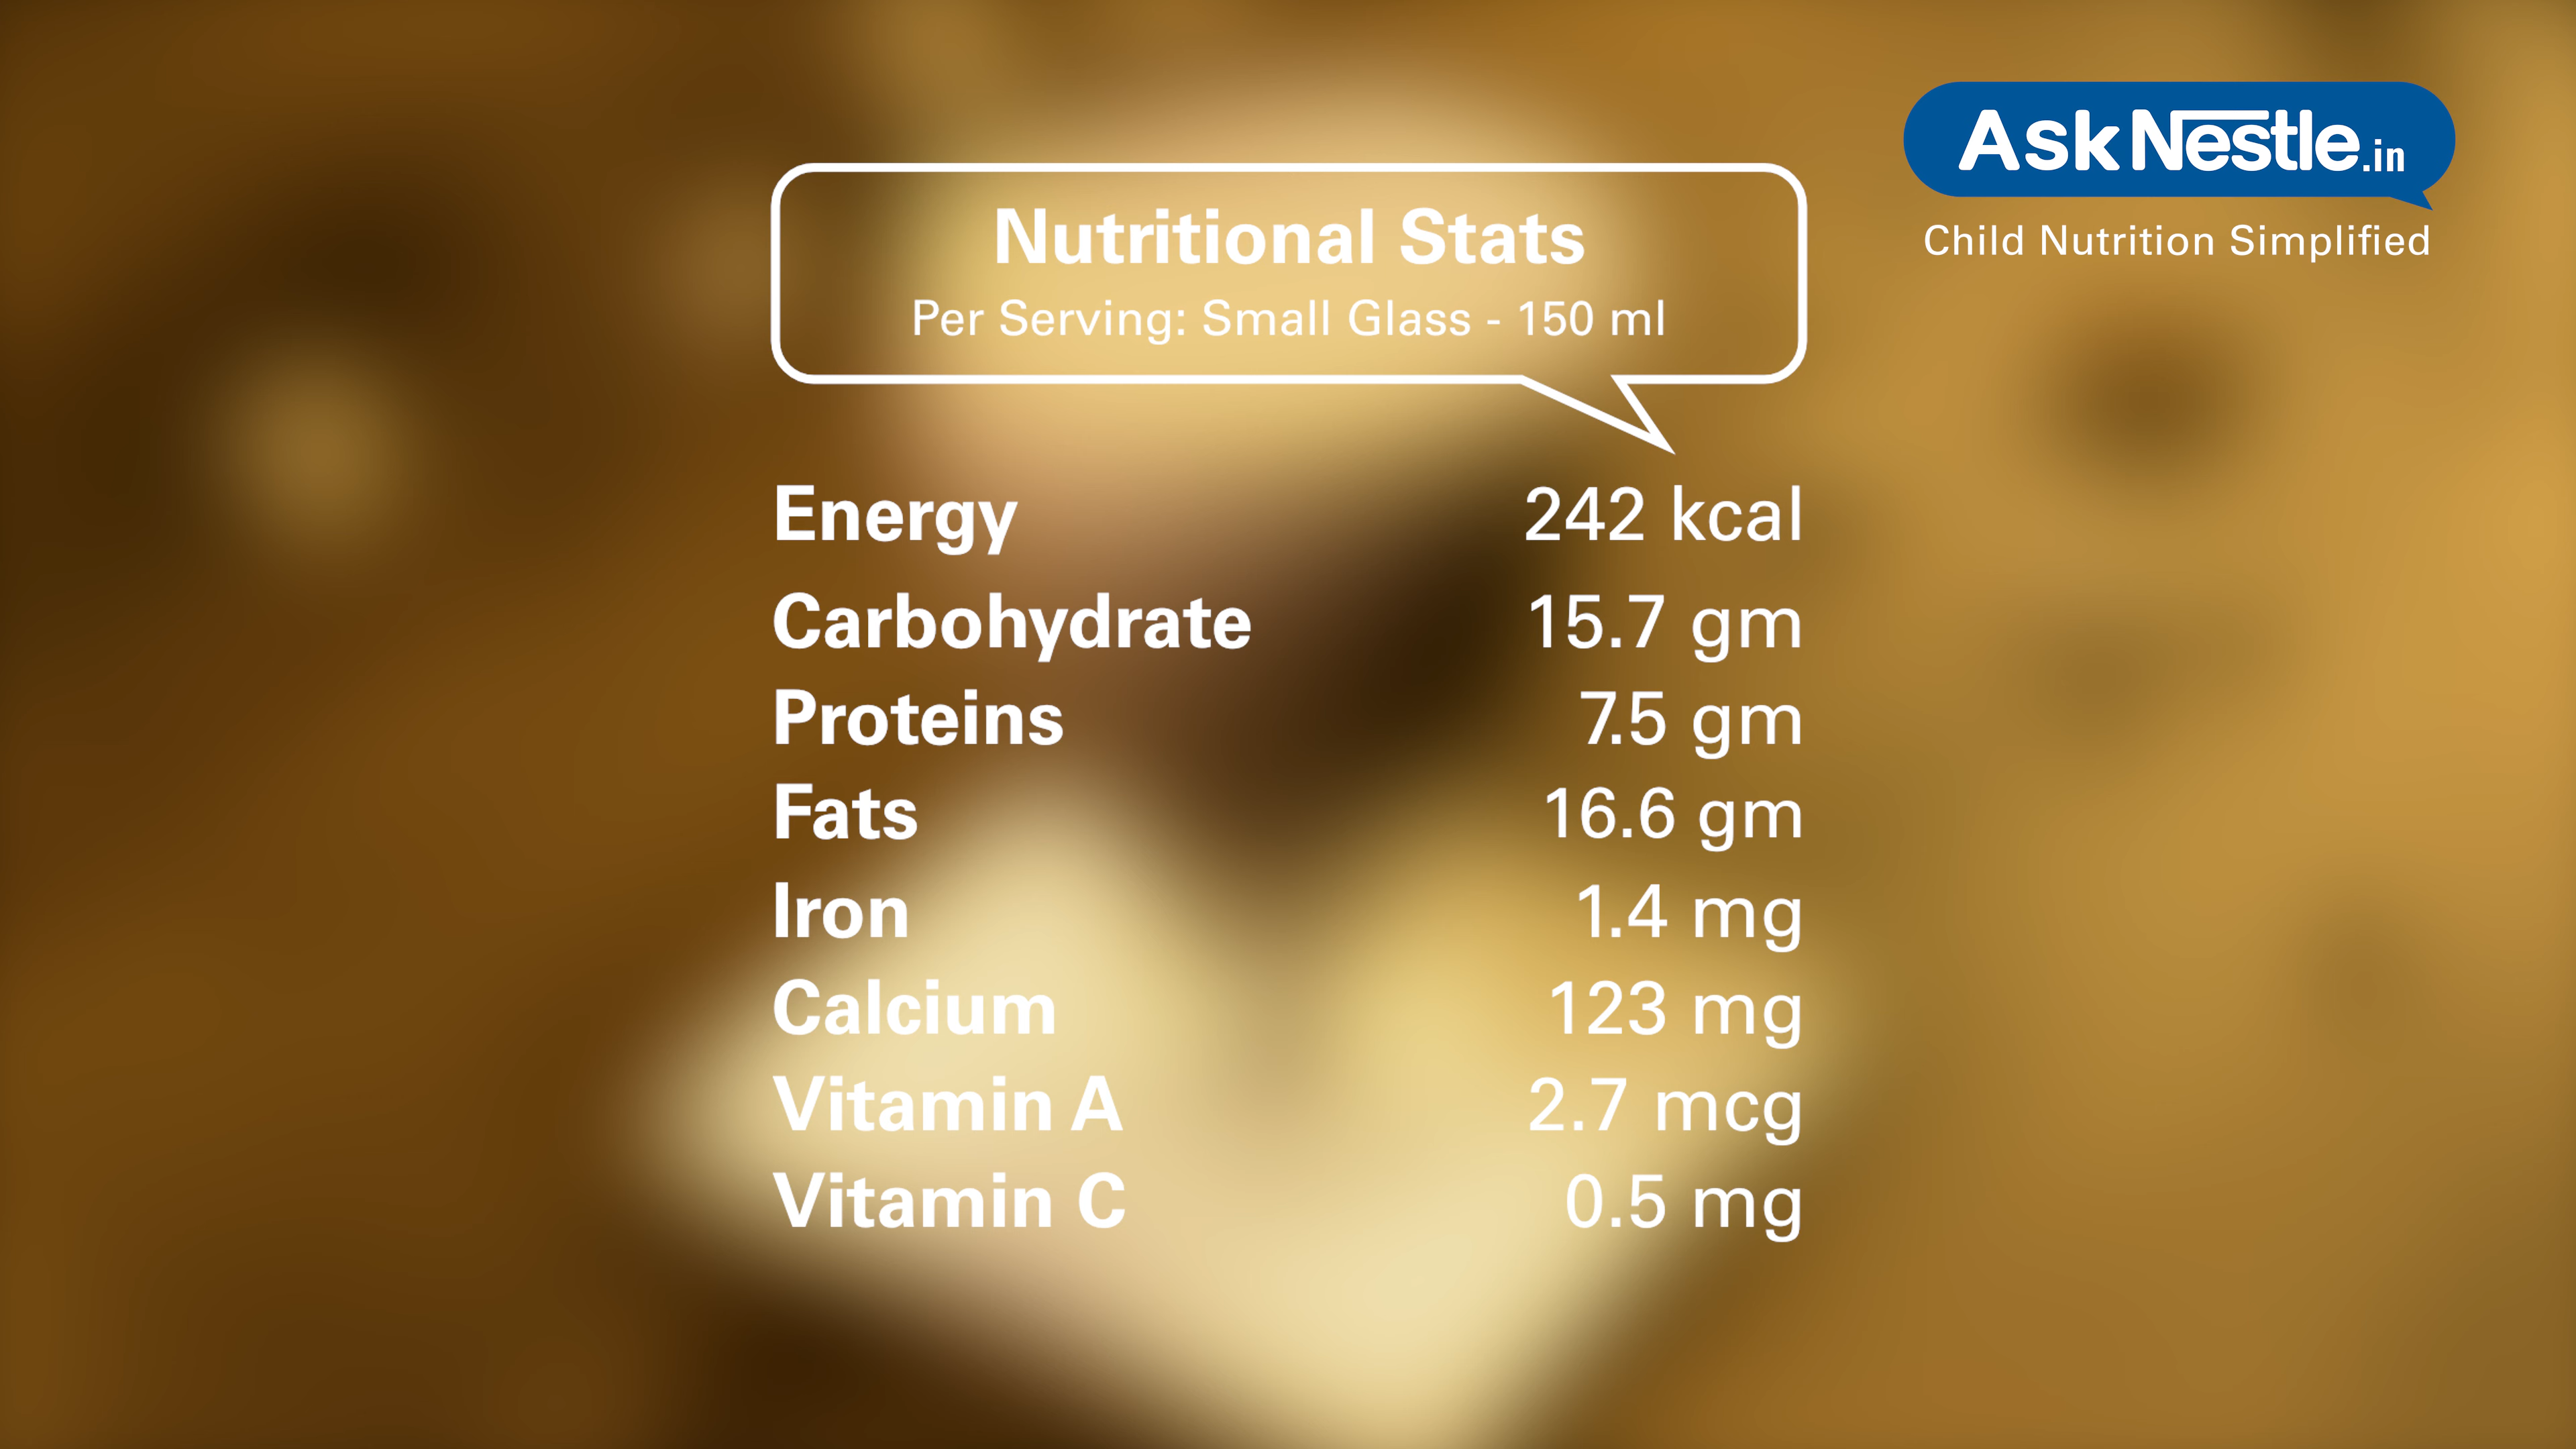 AskNestle.in
Child Nutrition Simplified
Nutritional Stats
Per Serving: Small Glass - 150 ml
Energy 242 kcal
Carbohydrate 15.7 gm
Proteins 7.5 gm
Fats 16.6 gm
Iron 1.4 mg
Calcium 123 mg
Vitamin A 2.7 mcg
Vitamin C 0.5 mg